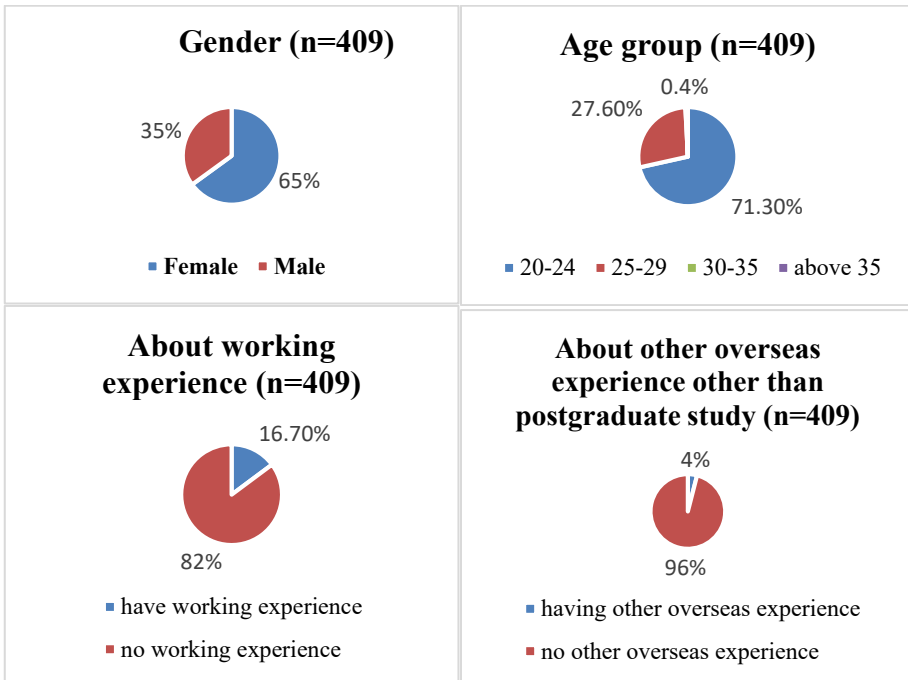 Gender (n=409)
35%
65%
Female Male
Age group (n=409)
0.4%
27.60%
71.30%
20-24 25-29 30-35 above 35
About working
experience (n=409)
16.70%
82%
have working experience
no working experience
About other overseas
experience other than
postgraduate study (n=409)
4%
96%
having other overseas experience
no other overseas experience